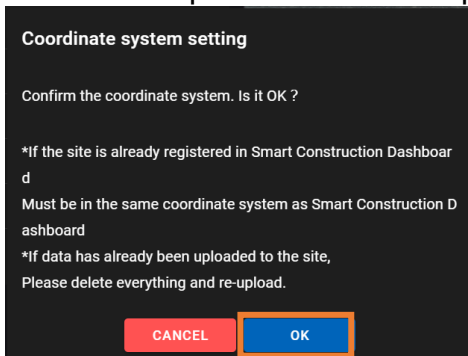 Coordinate system setting
Confirm the coordinate system. Is it OK？
*If the site is already registered in Smart Construction Dashboar
d
Must be in the same coordinate system as Smart Construction D
ashboard
*If data has already been uploaded to the site,
Please delete everything and re-upload.
CANCEL OK